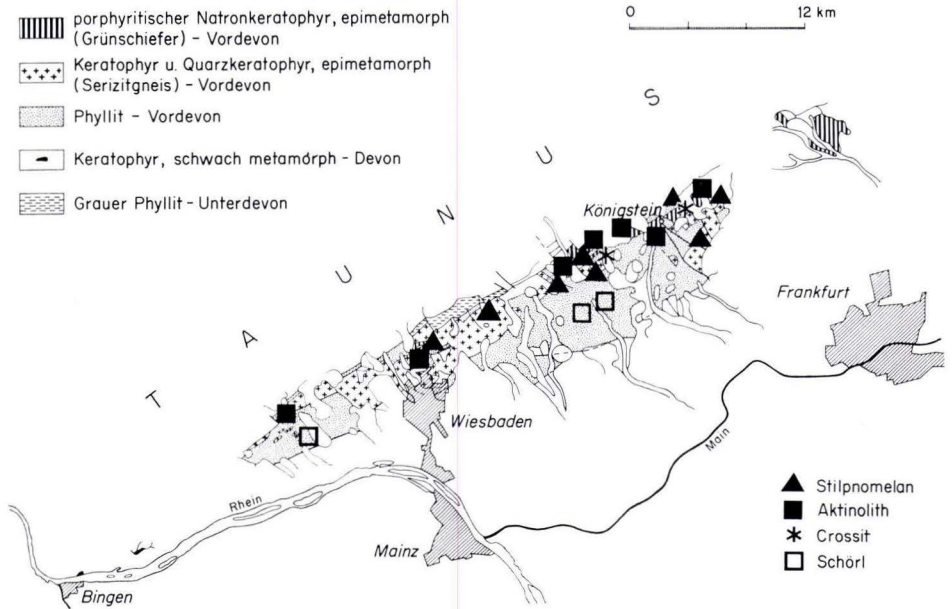 porphyritischer Natronkeratophyr, epimetamorph
(Grünschiefer) – Vordevon
Keratophyr u. Quarzkeratophyr, epimetamorph
(Serizitgneis) – Vordevon
Phyllit – Vordevon
Keratophyr, schwach metamorph – Devon
Grauer Phyllit – Unterdevon
0 12 km
TAUNUS
Königstein
Frankfurt
Wiesbaden
Main
Rhein
Mainz
Bingen
Stilpnomelan
Aktinolith
Crossit
Schörl